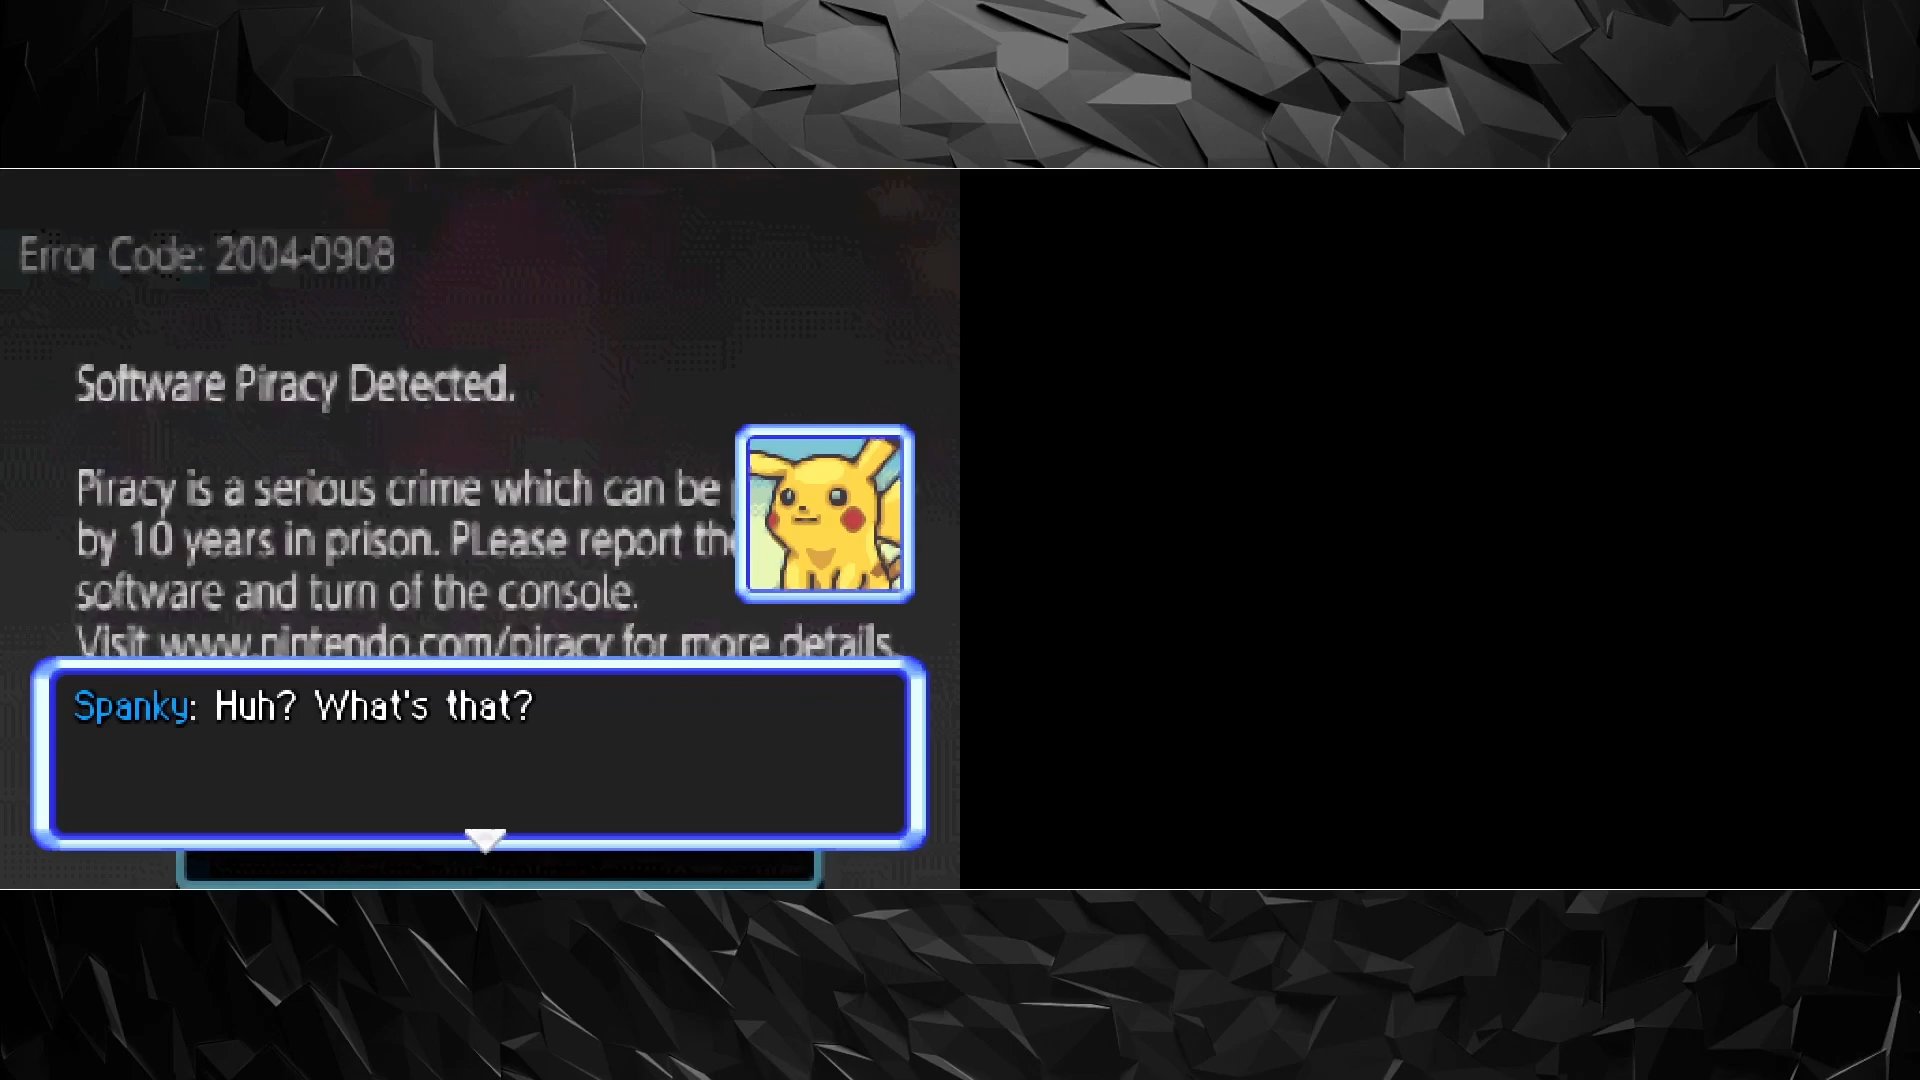 Error Code: 2004-0908
Software Piracy Detected.
Piracy is a serious crime which can be
by 10 years in prison. PLease report the
software and turn of the console.
Visit www.nintendo.com/piracy for more details.
Spanky: Huh? What's that?